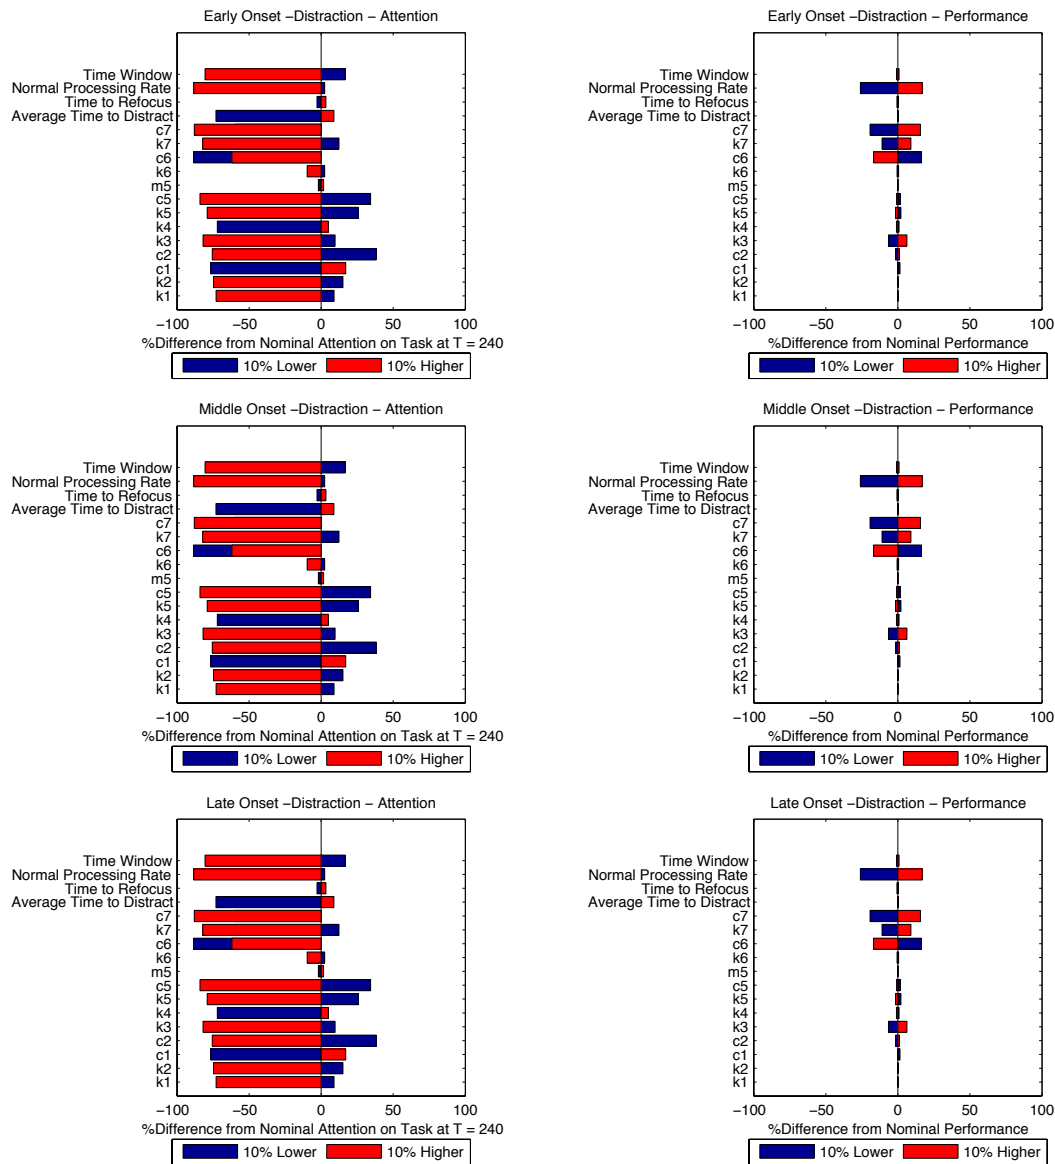 Early Onset −Distraction − Attention
Time Window
Normal Processing Rate
Time to Refocus
Average Time to Distract
c7
k7
c6
k6
m5
c5
k5
k4
k3
c2
c1
k2
k1
−100 −50 0 50 100
%Difference from Nominal Attention on Task at T = 240
10% Lower 10% Higher
Early Onset −Distraction − Performance
Time Window
Normal Processing Rate
Time to Refocus
Average Time to Distract
c7
k7
c6
k6
m5
c5
k5
k4
k3
c2
c1
k2
k1
−100 −50 0 50 100
%Difference from Nominal Performance
10% Lower 10% Higher
Middle Onset −Distraction − Attention
Time Window
Normal Processing Rate
Time to Refocus
Average Time to Distract
c7
k7
c6
k6
m5
c5
k5
k4
k3
c2
c1
k2
k1
−100 −50 0 50 100
%Difference from Nominal Attention on Task at T = 240
10% Lower 10% Higher
Middle Onset −Distraction − Performance
Time Window
Normal Processing Rate
Time to Refocus
Average Time to Distract
c7
k7
c6
k6
m5
c5
k5
k4
k3
c2
c1
k2
k1
−100 −50 0 50 100
%Difference from Nominal Performance
10% Lower 10% Higher
Late Onset −Distraction − Attention
Time Window
Normal Processing Rate
Time to Refocus
Average Time to Distract
c7
k7
c6
k6
m5
c5
k5
k4
k3
c2
c1
k2
k1
−100 −50 0 50 100
%Difference from Nominal Attention on Task at T = 240
10% Lower 10% Higher
Late Onset −Distraction − Performance
Time Window
Normal Processing Rate
Time to Refocus
Average Time to Distract
c7
k7
c6
k6
m5
c5
k5
k4
k3
c2
c1
k2
k1
−100 −50 0 50 100
%Difference from Nominal Performance
10% Lower 10% Higher